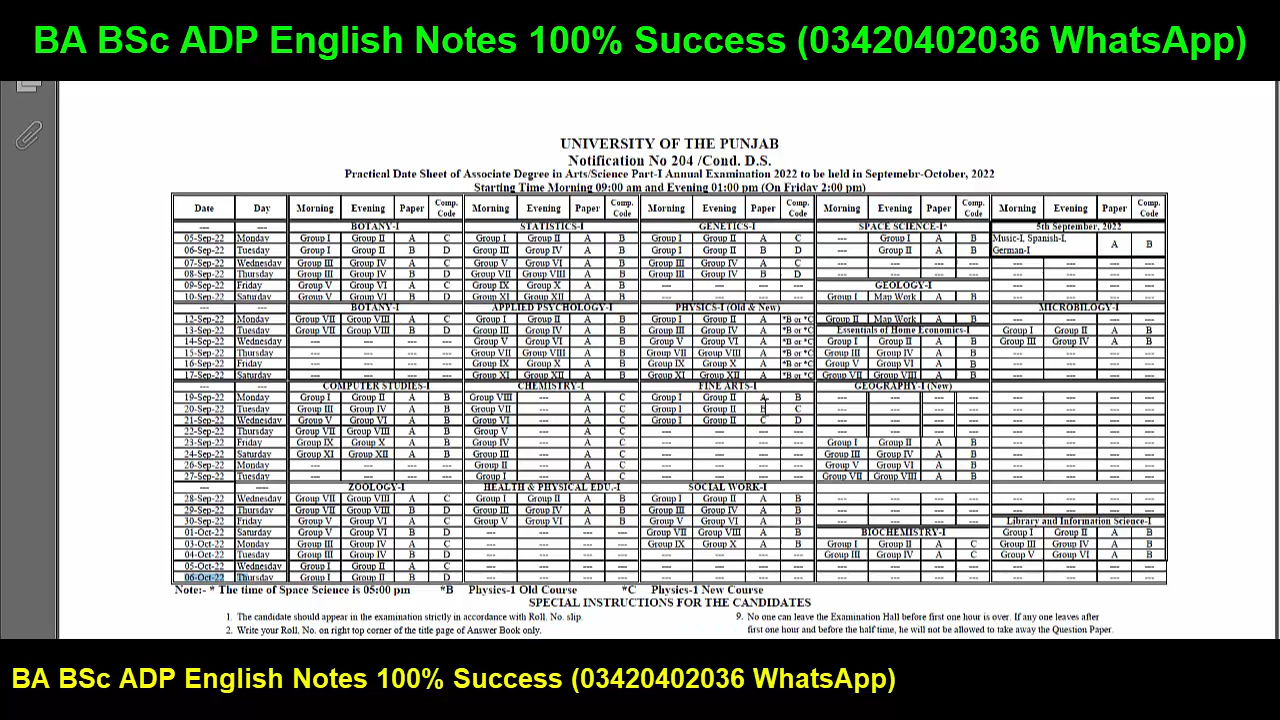 BA BSc ADP English Notes 100% Success (03420402036 WhatsApp)
UNIVERSITY OF THE PUNJAB
Notification No 204 /Cond. D.S.
Practical Date Sheet of Associate Degree in Arts/Science Part-I Annual Examination 2022 to be held in Septemebr-October, 2022
Starting Time Morning 09:00 am and Evening 01:00 pm (On Friday 2:00 pm)
Date Day Morning Evening Paper Comp. Code Morning Evening Paper Comp. Code Morning Evening Paper Comp. Code Morning Evening Paper Comp. Code Morning Evening Paper Comp. Code
--- --- BOTANY-I STATISTICS-I GENETICS-I SPACE SCIENCE-I* 5th September, 2022
05-Sep-22 Monday Group I Group II A C Group I Group II A B Group I Group II A C --- Group I A B Music-I, Spanish-I,
06-Sep-22 Tuesday Group I Group II B D Group III Group IV A B Group I Group II B D --- Group II A B German-I A B
07-Sep-22 Wednesday Group III Group IV A C Group V Group VI A B Group III Group IV A C --- --- --- --- --- --- --- ---
08-Sep-22 Thursday Group III Group IV B D Group VII Group VIII A B Group III Group IV B D --- --- --- --- --- --- --- ---
09-Sep-22 Friday Group V Group VI A C Group IX Group X A B --- --- --- --- GEOLOGY-I --- --- --- ---
10-Sep-22 Saturday Group V Group VI B D Group XI Group XII A B --- --- --- --- Group I Map Work A B --- --- --- ---
--- --- BOTANY-I APPLIED PSYCHOLOGY-I PHYSICS-I (Old & New) MICROBILOGY-I
12-Sep-22 Monday Group VII Group VIII A C Group I Group II A B Group I Group II A *B or *C Group II Map Work A B
13-Sep-22 Tuesday Group VII Group VIII B D Group III Group IV A B Group III Group IV A *B or *C Essentials of Home Economics-I Group I Group II A B
14-Sep-22 Wednesday --- --- --- --- Group V Group VI A B Group V Group VI A *B or *C Group I Group II A B Group III Group IV A B
15-Sep-22 Thursday --- --- --- --- Group VII Group VIII A B Group VII Group VIII A *B or *C Group III Group IV A B --- --- --- ---
16-Sep-22 Friday --- --- --- --- Group IX Group X A B Group IX Group X A *B or *C Group V Group VI A B --- --- --- ---
17-Sep-22 Saturday --- --- --- --- Group XI Group XII A B Group XI Group XII A *B or *C Group VII Group VIII A B --- --- --- ---
--- --- COMPUTER STUDIES-I CHEMISTRY-I FINE ARTS-I GEOGRAPHY-I (New)
19-Sep-22 Monday Group I Group II A B Group VIII --- A C Group I Group II A B --- --- --- --- --- --- --- ---
20-Sep-22 Tuesday Group III Group IV A B Group VII --- A C Group I Group II B C --- --- --- --- --- --- --- ---
21-Sep-22 Wednesday Group V Group VI A B Group VI --- A C Group I Group II C D --- --- --- --- --- --- --- ---
22-Sep-22 Thursday Group VII Group VIII A B Group V --- A C --- --- --- --- --- --- --- --- --- --- --- ---
23-Sep-22 Friday Group IX Group X A B Group IV --- A C --- --- --- --- Group I Group II A B --- --- --- ---
24-Sep-22 Saturday Group XI Group XII A B Group III --- A C --- --- --- --- Group III Group IV A B --- --- --- ---
26-Sep-22 Monday --- --- --- --- Group II --- A C --- --- --- --- Group V Group VI A B --- --- --- ---
27-Sep-22 Tuesday --- --- --- --- Group I --- A C --- --- --- --- Group VII Group VIII A B --- --- --- ---
--- --- ZOOLOGY-I HEALTH & PHYSICAL EDU.-I SOCIAL WORK-I
28-Sep-22 Wednesday Group VII Group VIII A C Group I Group II A B Group I Group II A B --- --- --- --- --- --- --- ---
29-Sep-22 Thursday Group VII Group VIII B D Group III Group IV A B Group III Group IV A B --- --- --- --- --- --- --- ---
30-Sep-22 Friday Group V Group VI A C Group V Group VI A B Group V Group VI A B --- --- --- --- Library and Information Science-I
01-Oct-22 Saturday Group V Group VI B D --- --- --- --- Group VII Group VIII A B BIOCHEMISTRY-I Group I Group II A B
03-Oct-22 Monday Group III Group IV A C --- --- --- --- Group IX Group X A B Group I Group II A C Group III Group IV A B
04-Oct-22 Tuesday Group III Group IV B D --- --- --- --- --- --- --- --- Group III Group IV A C Group V Group VI A B
05-Oct-22 Wednesday Group I Group II A C --- --- --- --- --- --- --- --- --- --- --- --- --- --- --- ---
06-Oct-22 Thursday Group I Group II B D --- --- --- --- --- --- --- --- --- --- --- --- --- --- --- ---
Note:- * The time of Space Science is 05:00 pm *B Physics-1 Old Course *C Physics-1 New Course
SPECIAL INSTRUCTIONS FOR THE CANDIDATES
1. The candidate should appear in the examination strictly in accordance with Roll. No. slip.
2. Write your Roll. No. on right top corner of the title page of Answer Book only.
9. No one can leave the Examination Hall before first one hour is over. If any one leaves after
first one hour and before the half time, he will not be allowed to take away the Question Paper.
BA BSc ADP English Notes 100% Success (03420402036 WhatsApp)